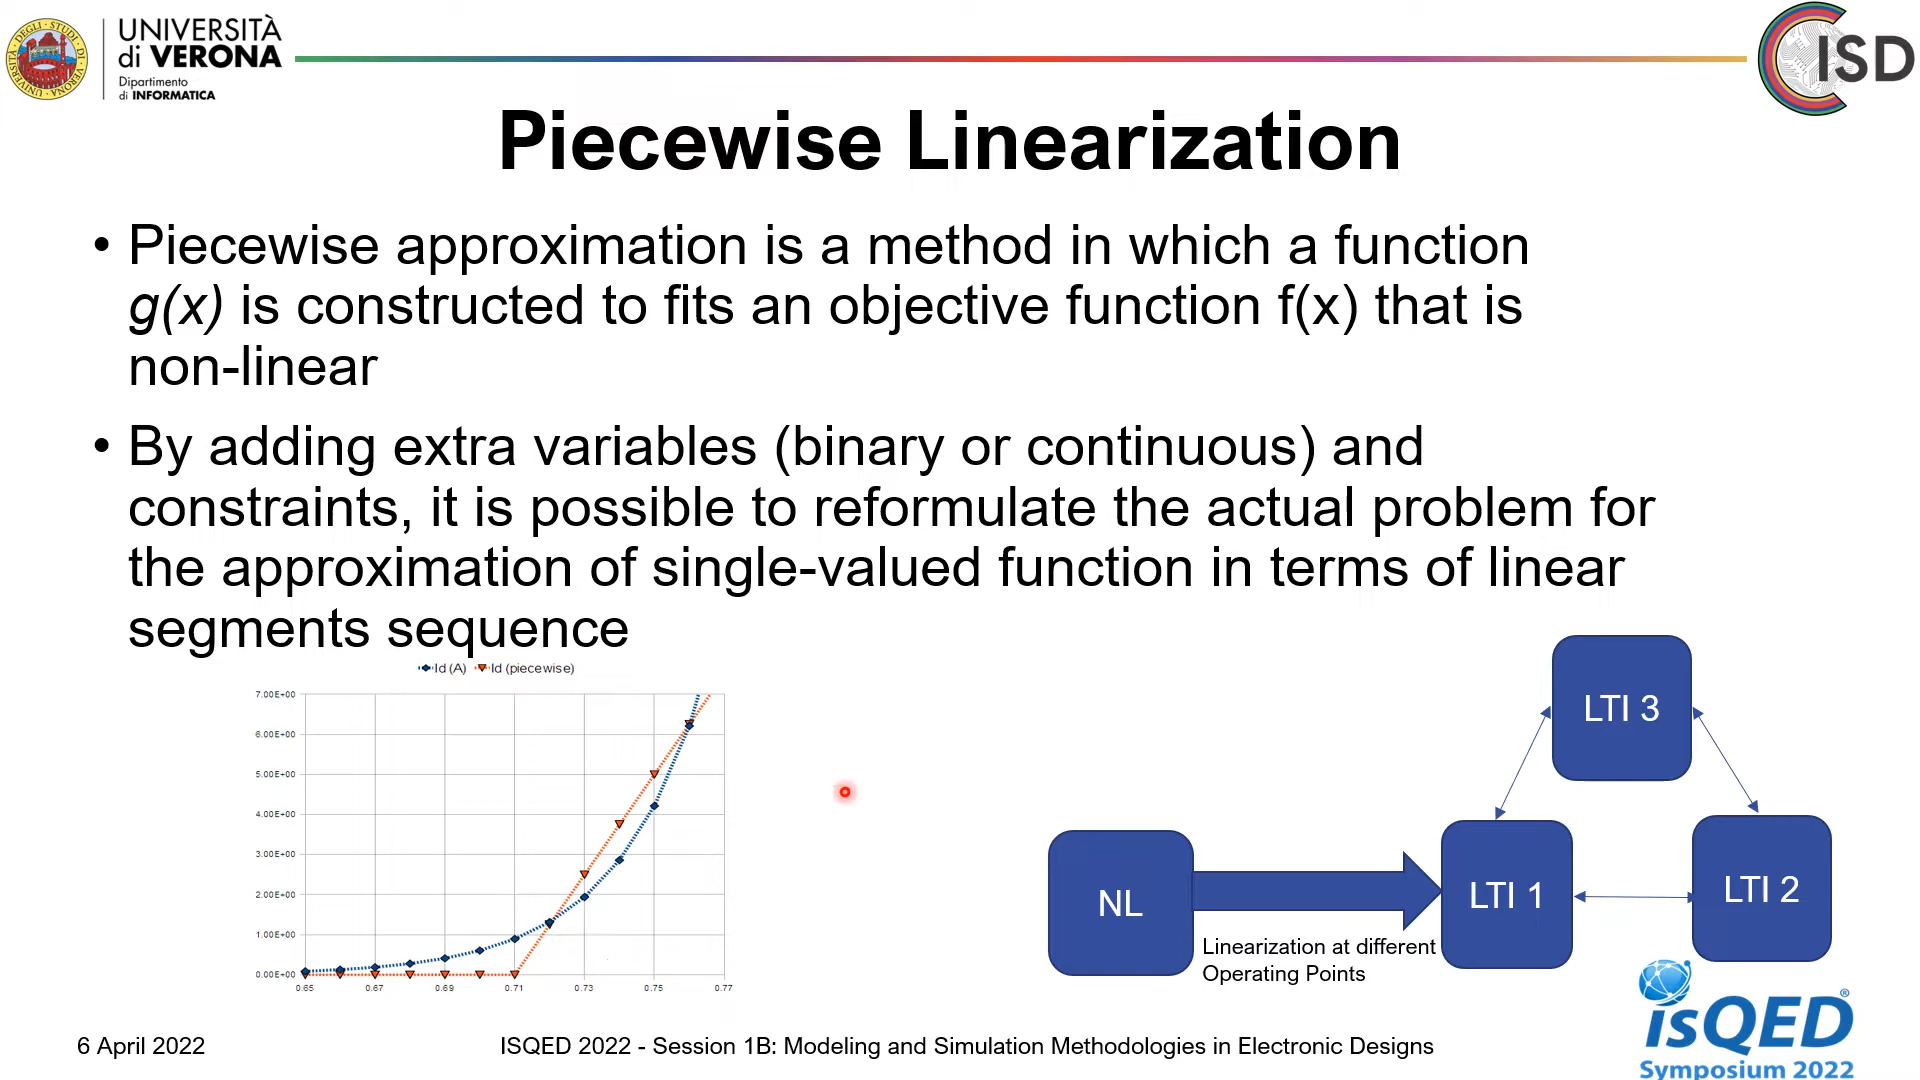 UNIVERSITÀ
di VERONA
Dipartimento
di INFORMATICA
ISD
Piecewise Linearization
• Piecewise approximation is a method in which a function
g(x) is constructed to fits an objective function f(x) that is
non-linear
• By adding extra variables (binary or continuous) and
constraints, it is possible to reformulate the actual problem for
the approximation of single-valued function in terms of linear
segments sequence
Id (A) Id (piecewise)
7.00E+00
6.00E+00
5.00E+00
4.00E+00
3.00E+00
2.00E+00
1.00E+00
0.00E+00
0.65 0.67 0.69 0.71 0.73 0.75 0.77
LTI 3
NL
LTI 1
LTI 2
Linearization at different
Operating Points
6 April 2022
ISQED 2022 - Session 1B: Modeling and Simulation Methodologies in Electronic Designs
isQED®
Symposium 2022